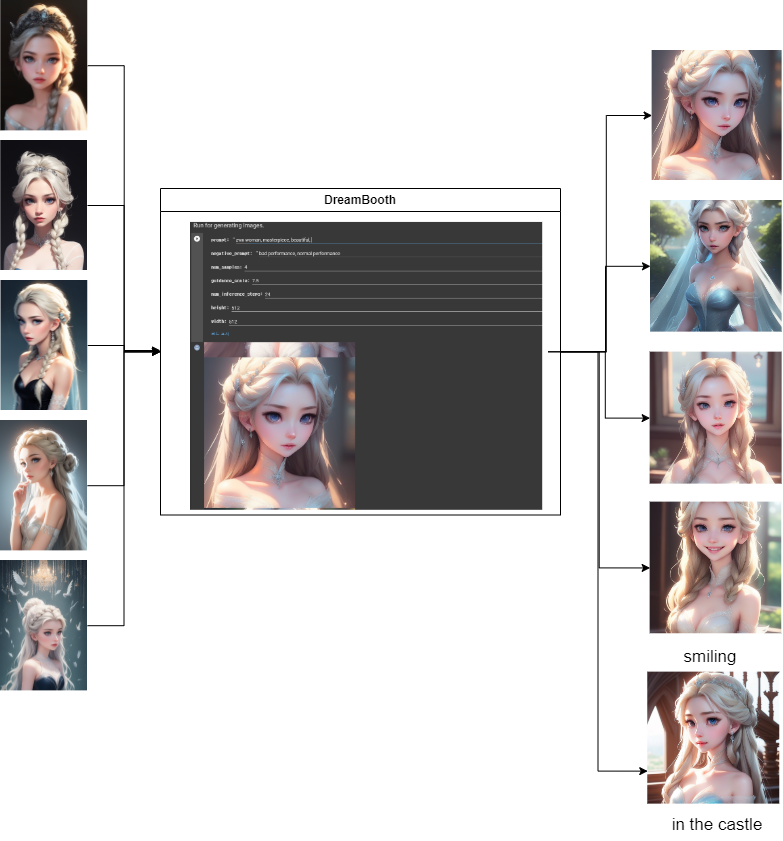 DreamBooth
Run for generating images.
prompt: " zwx woman, masterpiece, beautiful,|
negative_prompt: " bad performance, normal performance
num_samples: 4
guidance_scale: 7.5
num_inference_steps: 24
height: 512
width: 512
smiling
in the castle